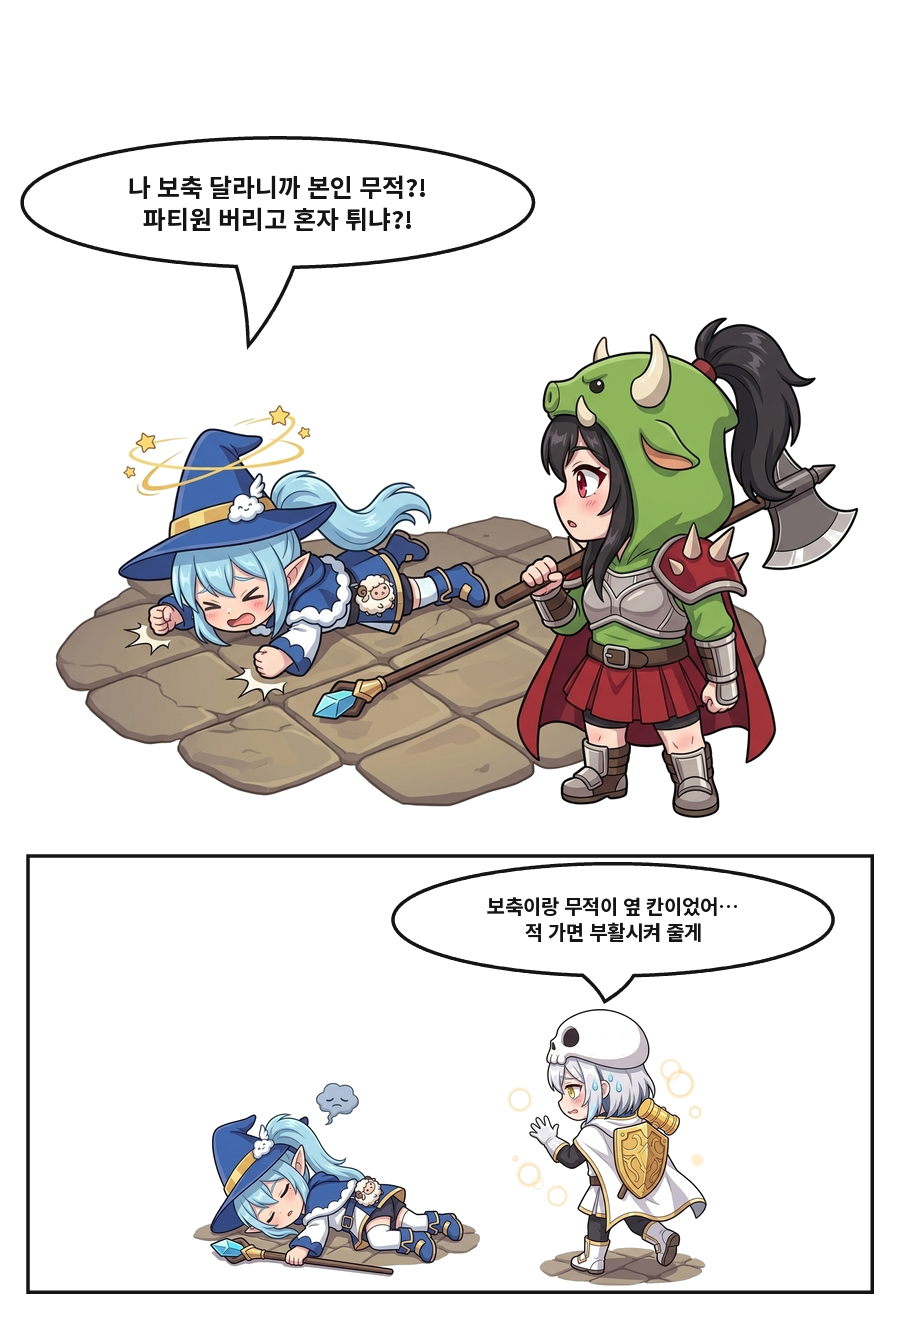 나 보축 달라니까 본인 무적?!
파티원 버리고 혼자 튀냐?!
보축이랑 무적이 옆 칸이었어…
적 가면 부활시켜 줄게